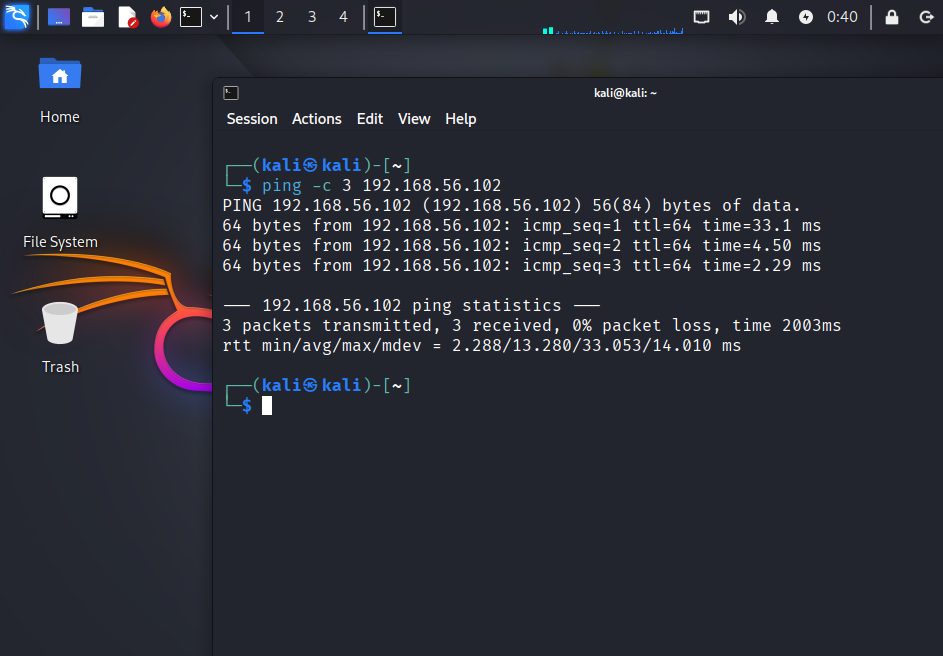 1 2 3 4
0:40
Home
File System
Trash
kali@kali: ~
Session Actions Edit View Help
┌──(kali㉿kali)-[~]
└─$ ping -c 3 192.168.56.102
PING 192.168.56.102 (192.168.56.102) 56(84) bytes of data.
64 bytes from 192.168.56.102: icmp_seq=1 ttl=64 time=33.1 ms
64 bytes from 192.168.56.102: icmp_seq=2 ttl=64 time=4.50 ms
64 bytes from 192.168.56.102: icmp_seq=3 ttl=64 time=2.29 ms
--- 192.168.56.102 ping statistics ---
3 packets transmitted, 3 received, 0% packet loss, time 2003ms
rtt min/avg/max/mdev = 2.288/13.280/33.053/14.010 ms
┌──(kali㉿kali)-[~]
└─$